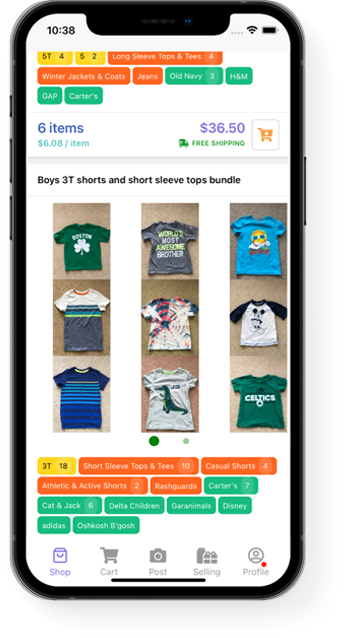 10:38
5T 4 5 2 Long Sleeve Tops & Tees 4
Winter Jackets & Coats Jeans Old Navy 3 H&M
GAP Carter's
6 items $36.50
$6.08 / item FREE SHIPPING
Boys 3T shorts and short sleeve tops bundle
BOSTON
WORLD'S
MOST
AWESOME
BROTHER
LATER
CELTICS
3T 18 Short Sleeve Tops & Tees 10 Casual Shorts 4
Athletic & Active Shorts 2 Rashguards Carter's 7
Cat & Jack 6 Delta Children Garanimals Disney
adidas Oshkosh B'gosh
Shop Cart Post Selling Profile